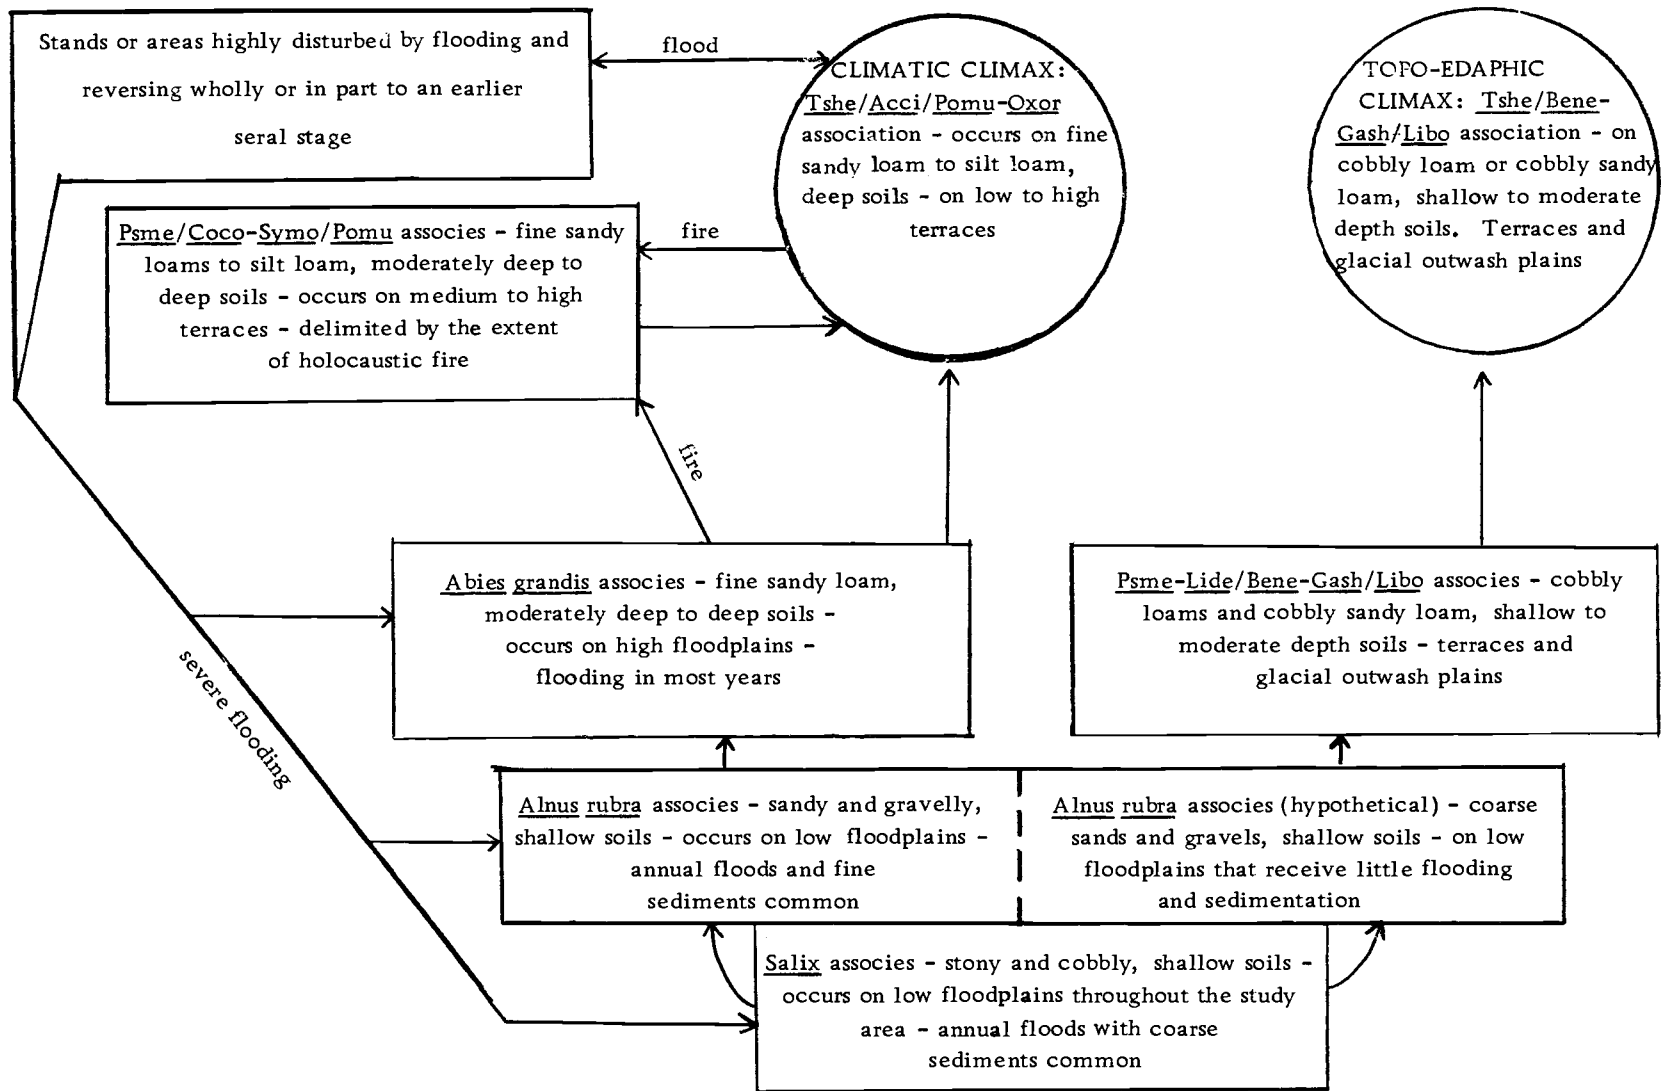 Stands or areas highly disturbed by flooding and
reversing wholly or in part to an earlier
seral stage
flood
CLIMATIC CLIMAX:
Tshe/Acci/Pomu-Oxor
association - occurs on fine
sandy loam to silt loam,
deep soils - on low to high
terraces
TOPO-EDAPHIC
CLIMAX: Tshe/Bene-
Gash/Libo association - on
cobbly loam or cobbly sandy
loam, shallow to moderate
depth soils. Terraces and
glacial outwash plains
Psme/Coco-Symo/Pomu associes - fine sandy
loams to silt loam, moderately deep to
deep soils - occurs on medium to high
terraces - delimited by the extent
of holocaustic fire
fire
fire
Abies grandis associes - fine sandy loam,
moderately deep to deep soils -
occurs on high floodplains -
flooding in most years
Psme-Lide/Bene-Gash/Libo associes - cobbly
loams and cobbly sandy loam, shallow to
moderate depth soils - terraces and
glacial outwash plains
severe flooding
Alnus rubra associes - sandy and gravelly,
shallow soils - occurs on low floodplains -
annual floods and fine
sediments common
Alnus rubra associes (hypothetical) - coarse
sands and gravels, shallow soils - on low
floodplains that receive little flooding
and sedimentation
Salix associes - stony and cobbly, shallow soils -
occurs on low floodplains throughout the study
area - annual floods with coarse
sediments common